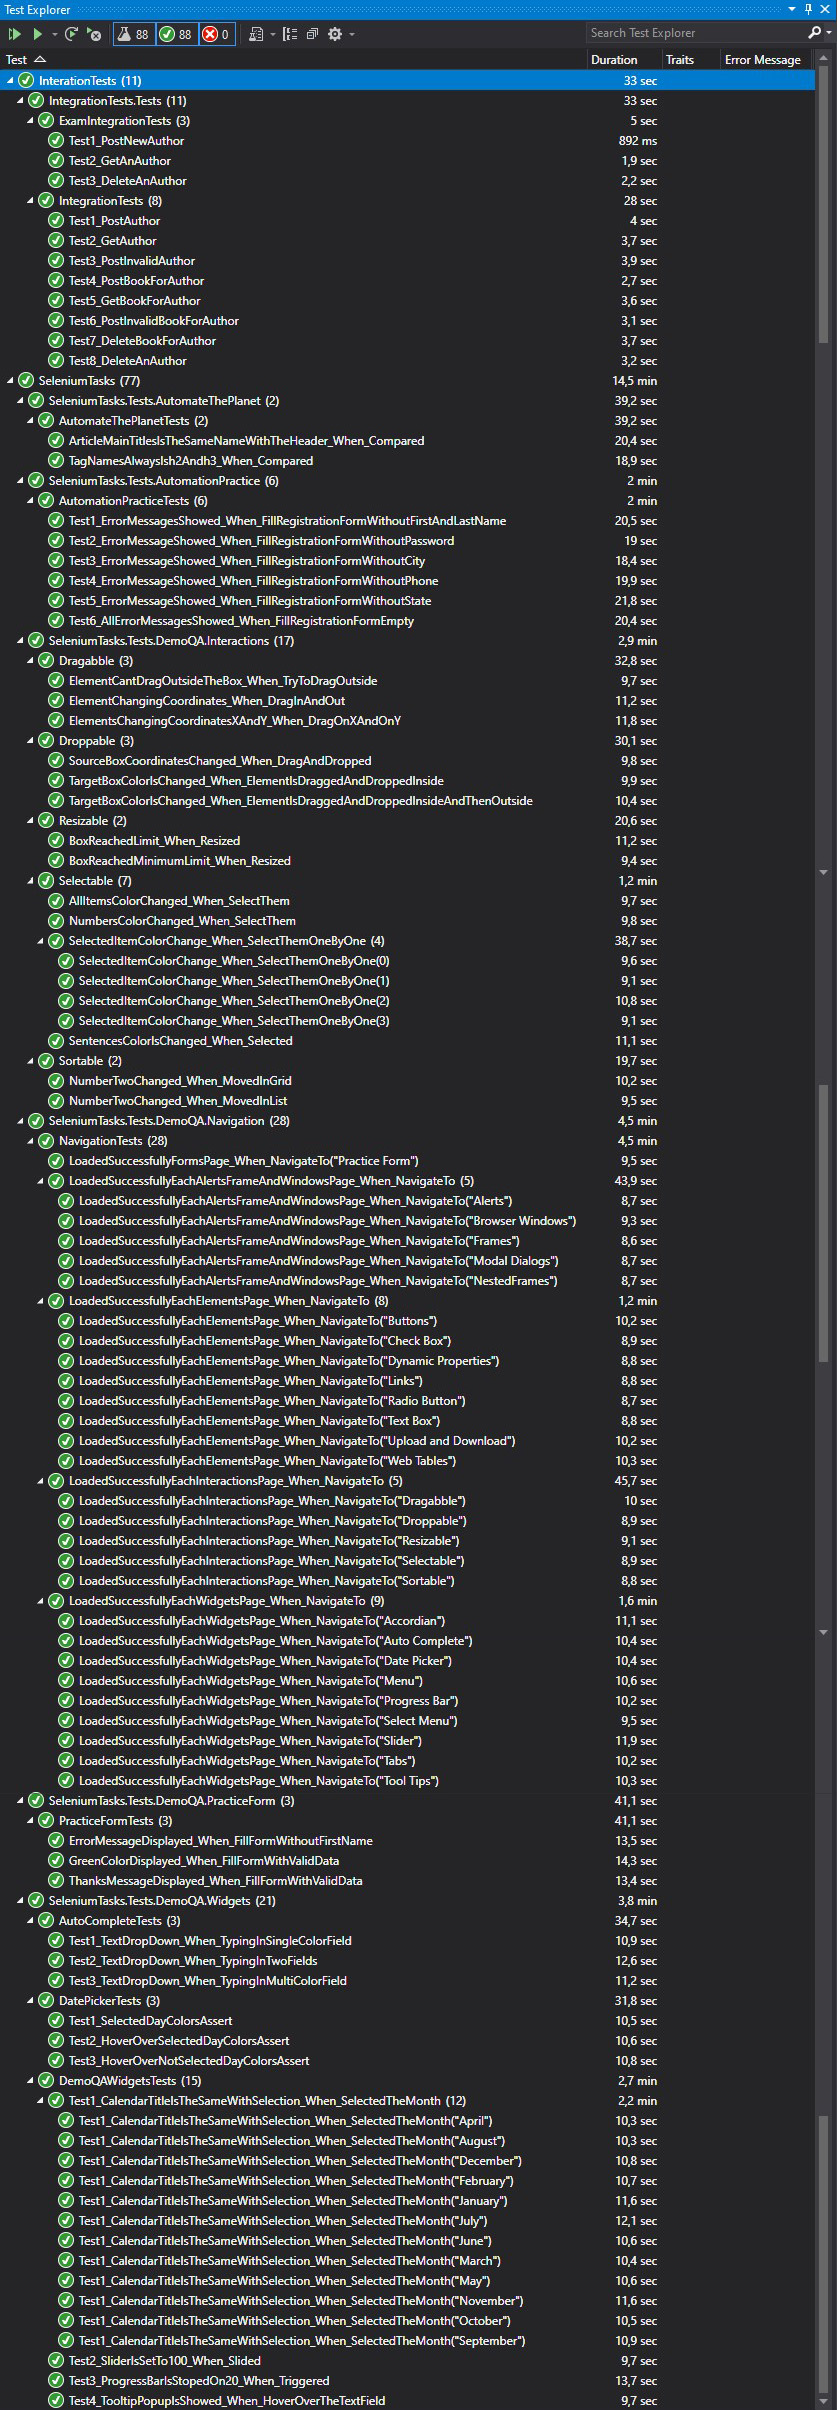 Test Explorer
88 88 0 Search Test Explorer
Test Duration Traits Error Message
InterationTests (11) 33 sec
IntegrationTests.Tests (11) 33 sec
ExamIntegrationTests (3) 5 sec
Test1_PostNewAuthor 892 ms
Test2_GetAnAuthor 1,9 sec
Test3_DeleteAnAuthor 2,2 sec
IntegrationTests (8) 28 sec
Test1_PostAuthor 4 sec
Test2_GetAuthor 3,7 sec
Test3_PostInvalidAuthor 3,9 sec
Test4_PostBookForAuthor 2,7 sec
Test5_GetBookForAuthor 3,6 sec
Test6_PostInvalidBookForAuthor 3,1 sec
Test7_DeleteBookForAuthor 3,7 sec
Test8_DeleteAnAuthor 3,2 sec
SeleniumTasks (77) 14,5 min
SeleniumTasks.Tests.AutomateThePlanet (2) 39,2 sec
AutomateThePlanetTests (2) 39,2 sec
ArticleMainTitlesIsTheSameNameWithTheHeader_When_Compared 20,4 sec
TagNamesAlwaysIsh2Andh3_When_Compared 18,9 sec
SeleniumTasks.Tests.AutomationPractice (6) 2 min
AutomationPracticeTests (6) 2 min
Test1_ErrorMessagesShowed_When_FillRegistrationFormWithoutFirstAndLastName 20,5 sec
Test2_ErrorMessageShowed_When_FillRegistrationFormWithoutPassword 19 sec
Test3_ErrorMessageShowed_When_FillRegistrationFormWithoutCity 18,4 sec
Test4_ErrorMessageShowed_When_FillRegistrationFormWithoutPhone 19,9 sec
Test5_ErrorMessageShowed_When_FillRegistrationFormWithoutState 21,8 sec
Test6_AllErrorMessagesShowed_When_FillRegistrationFormEmpty 20,4 sec
SeleniumTasks.Tests.DemoQA.Interactions (17) 2,9 min
Dragabble (3) 32,8 sec
ElementCantDragOutsideTheBox_When_TryToDragOutside 9,7 sec
ElementChangingCoordinates_When_DragInAndOut 11,2 sec
ElementsChangingCoordinatesXAndY_When_DragOnXAndOnY 11,8 sec
Droppable (3) 30,1 sec
SourceBoxCoordinatesChanged_When_DragAndDropped 9,8 sec
TargetBoxColorIsChanged_When_ElementIsDraggedAndDroppedInside 9,9 sec
TargetBoxColorIsChanged_When_ElementIsDraggedAndDroppedInsideAndThenOutside 10,4 sec
Resizable (2) 20,6 sec
BoxReachedLimit_When_Resized 11,2 sec
BoxReachedMinimumLimit_When_Resized 9,4 sec
Selectable (7) 1,2 min
AllItemsColorChanged_When_SelectThem 9,7 sec
NumbersColorChanged_When_SelectThem 9,8 sec
SelectedItemColorChange_When_SelectThemOneByOne (4) 38,7 sec
SelectedItemColorChange_When_SelectThemOneByOne(0) 9,6 sec
SelectedItemColorChange_When_SelectThemOneByOne(1) 9,1 sec
SelectedItemColorChange_When_SelectThemOneByOne(2) 10,8 sec
SelectedItemColorChange_When_SelectThemOneByOne(3) 9,1 sec
SentencesColorIsChanged_When_Selected 11,1 sec
Sortable (2) 19,7 sec
NumberTwoChanged_When_MovedInGrid 10,2 sec
NumberTwoChanged_When_MovedInList 9,5 sec
SeleniumTasks.Tests.DemoQA.Navigation (28) 4,5 min
NavigationTests (28) 4,5 min
LoadedSuccessfullyFormsPage_When_NavigateTo("Practice Form") 9,5 sec
LoadedSuccessfullyEachAlertsFrameAndWindowsPage_When_NavigateTo (5) 43,9 sec
LoadedSuccessfullyEachAlertsFrameAndWindowsPage_When_NavigateTo("Alerts") 8,7 sec
LoadedSuccessfullyEachAlertsFrameAndWindowsPage_When_NavigateTo("Browser Windows") 9,3 sec
LoadedSuccessfullyEachAlertsFrameAndWindowsPage_When_NavigateTo("Frames") 8,6 sec
LoadedSuccessfullyEachAlertsFrameAndWindowsPage_When_NavigateTo("Modal Dialogs") 8,7 sec
LoadedSuccessfullyEachAlertsFrameAndWindowsPage_When_NavigateTo("NestedFrames") 8,7 sec
LoadedSuccessfullyEachElementsPage_When_NavigateTo (8) 1,2 min
LoadedSuccessfullyEachElementsPage_When_NavigateTo("Buttons") 10,2 sec
LoadedSuccessfullyEachElementsPage_When_NavigateTo("Check Box") 8,9 sec
LoadedSuccessfullyEachElementsPage_When_NavigateTo("Dynamic Properties") 8,8 sec
LoadedSuccessfullyEachElementsPage_When_NavigateTo("Links") 8,8 sec
LoadedSuccessfullyEachElementsPage_When_NavigateTo("Radio Button") 8,7 sec
LoadedSuccessfullyEachElementsPage_When_NavigateTo("Text Box") 8,8 sec
LoadedSuccessfullyEachElementsPage_When_NavigateTo("Upload and Download") 10,2 sec
LoadedSuccessfullyEachElementsPage_When_NavigateTo("Web Tables") 10,3 sec
LoadedSuccessfullyEachInteractionsPage_When_NavigateTo (5) 45,7 sec
LoadedSuccessfullyEachInteractionsPage_When_NavigateTo("Dragabble") 10 sec
LoadedSuccessfullyEachInteractionsPage_When_NavigateTo("Droppable") 8,9 sec
LoadedSuccessfullyEachInteractionsPage_When_NavigateTo("Resizable") 9,1 sec
LoadedSuccessfullyEachInteractionsPage_When_NavigateTo("Selectable") 8,9 sec
LoadedSuccessfullyEachInteractionsPage_When_NavigateTo("Sortable") 8,8 sec
LoadedSuccessfullyEachWidgetsPage_When_NavigateTo (9) 1,6 min
LoadedSuccessfullyEachWidgetsPage_When_NavigateTo("Accordian") 11,1 sec
LoadedSuccessfullyEachWidgetsPage_When_NavigateTo("Auto Complete") 10,4 sec
LoadedSuccessfullyEachWidgetsPage_When_NavigateTo("Date Picker") 10,4 sec
LoadedSuccessfullyEachWidgetsPage_When_NavigateTo("Menu") 10,6 sec
LoadedSuccessfullyEachWidgetsPage_When_NavigateTo("Progress Bar") 10,2 sec
LoadedSuccessfullyEachWidgetsPage_When_NavigateTo("Select Menu") 9,5 sec
LoadedSuccessfullyEachWidgetsPage_When_NavigateTo("Slider") 11,9 sec
LoadedSuccessfullyEachWidgetsPage_When_NavigateTo("Tabs") 10,2 sec
LoadedSuccessfullyEachWidgetsPage_When_NavigateTo("Tool Tips") 10,3 sec
SeleniumTasks.Tests.DemoQA.PracticeForm (3) 41,1 sec
PracticeFormTests (3) 41,1 sec
ErrorMessageDisplayed_When_FillFormWithoutFirstName 13,5 sec
GreenColorDisplayed_When_FillFormWithValidData 14,3 sec
ThanksMessageDisplayed_When_FillFormWithValidData 13,4 sec
SeleniumTasks.Tests.DemoQA.Widgets (21) 3,8 min
AutoCompleteTests (3) 34,7 sec
Test1_TextDropDown_When_TypingInSingleColorField 10,9 sec
Test2_TextDropDown_When_TypingInTwoFields 12,6 sec
Test3_TextDropDown_When_TypingInMultiColorField 11,2 sec
DatePickerTests (3) 31,8 sec
Test1_SelectedDayColorsAssert 10,5 sec
Test2_HoverOverSelectedDayColorsAssert 10,6 sec
Test3_HoverOverNotSelectedDayColorsAssert 10,8 sec
DemoQAWidgetsTests (15) 2,7 min
Test1_CalendarTitleIsTheSameWithSelection_When_SelectedTheMonth (12) 2,2 min
Test1_CalendarTitleIsTheSameWithSelection_When_SelectedTheMonth("April") 10,3 sec
Test1_CalendarTitleIsTheSameWithSelection_When_SelectedTheMonth("August") 10,3 sec
Test1_CalendarTitleIsTheSameWithSelection_When_SelectedTheMonth("December") 10,8 sec
Test1_CalendarTitleIsTheSameWithSelection_When_SelectedTheMonth("February") 10,7 sec
Test1_CalendarTitleIsTheSameWithSelection_When_SelectedTheMonth("January") 11,6 sec
Test1_CalendarTitleIsTheSameWithSelection_When_SelectedTheMonth("July") 12,1 sec
Test1_CalendarTitleIsTheSameWithSelection_When_SelectedTheMonth("June") 10,6 sec
Test1_CalendarTitleIsTheSameWithSelection_When_SelectedTheMonth("March") 10,4 sec
Test1_CalendarTitleIsTheSameWithSelection_When_SelectedTheMonth("May") 10,6 sec
Test1_CalendarTitleIsTheSameWithSelection_When_SelectedTheMonth("November") 11,6 sec
Test1_CalendarTitleIsTheSameWithSelection_When_SelectedTheMonth("October") 10,5 sec
Test1_CalendarTitleIsTheSameWithSelection_When_SelectedTheMonth("September") 10,9 sec
Test2_SliderIsSetTo100_When_Slided 9,7 sec
Test3_ProgressBarIsStopedOn20_When_Triggered 13,7 sec
Test4_TooltipPopupIsShowed_When_HoverOverTheTextField 9,7 sec